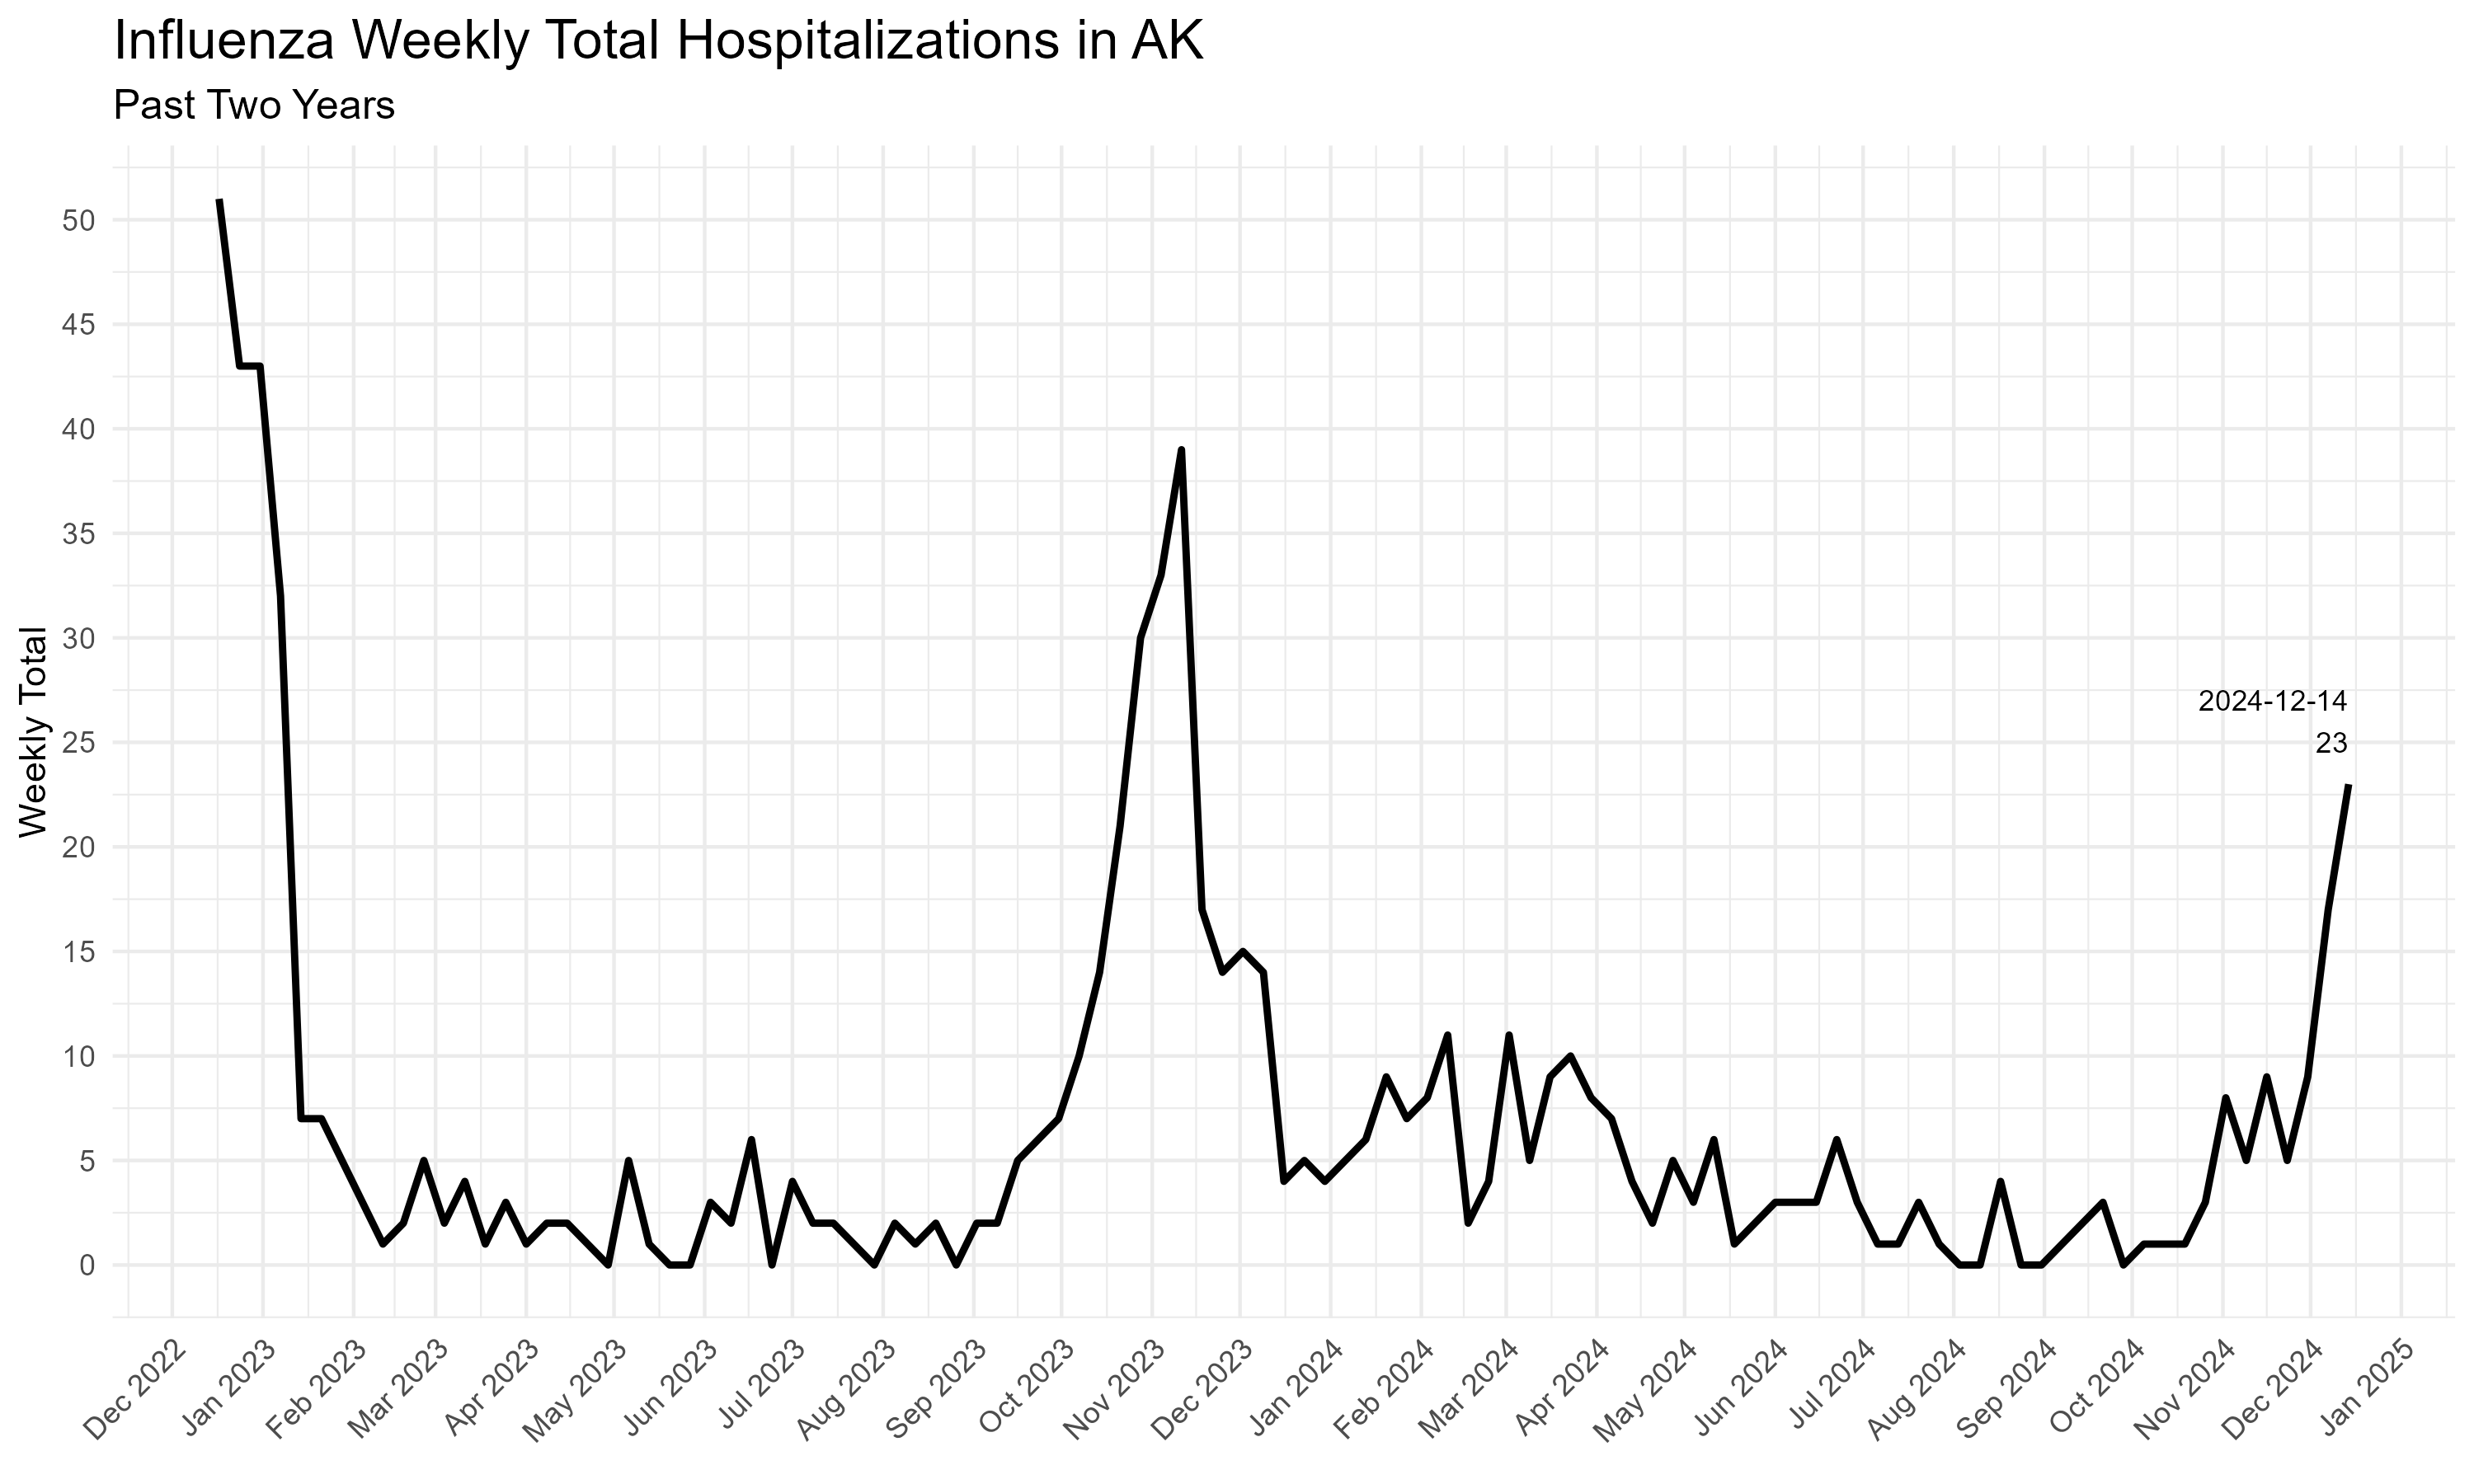 Influenza Weekly Total Hospitalizations in AK
Past Two Years
Weekly Total
50
45
40
35
30
25
20
15
10
5
0
2024-12-14
23
Dec 2022
Jan 2023
Feb 2023
Mar 2023
Apr 2023
May 2023
Jun 2023
Jul 2023
Aug 2023
Sep 2023
Oct 2023
Nov 2023
Dec 2023
Jan 2024
Feb 2024
Mar 2024
Apr 2024
May 2024
Jun 2024
Jul 2024
Aug 2024
Sep 2024
Oct 2024
Nov 2024
Dec 2024
Jan 2025